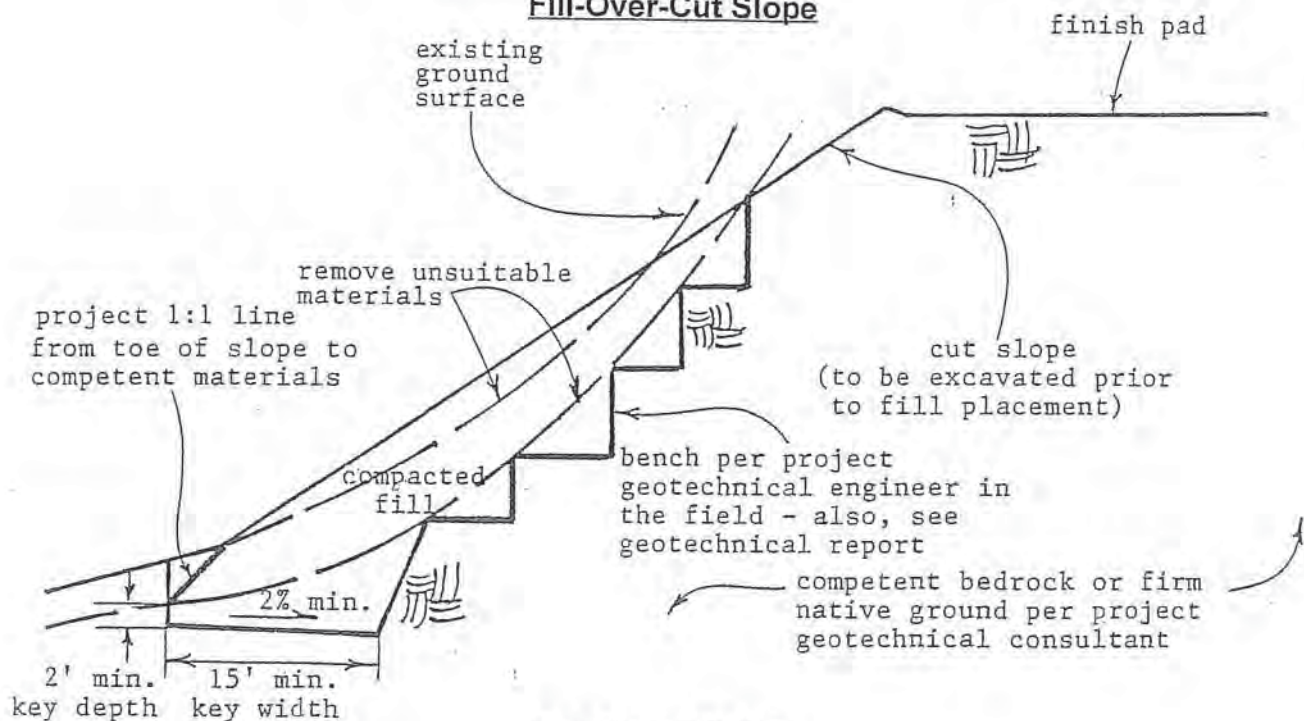 Fill-Over-Cut Slope
finish pad
existing
ground
surface
remove unsuitable
materials
project 1:1 line
from toe of slope to
competent materials
cut slope
(to be excavated prior
to fill placement)
compacted
fill
bench per project
geotechnical engineer in
the field - also, see
geotechnical report
2% min.
competent bedrock or firm
native ground per project
geotechnical consultant
2' min.
key depth
15' min.
key width